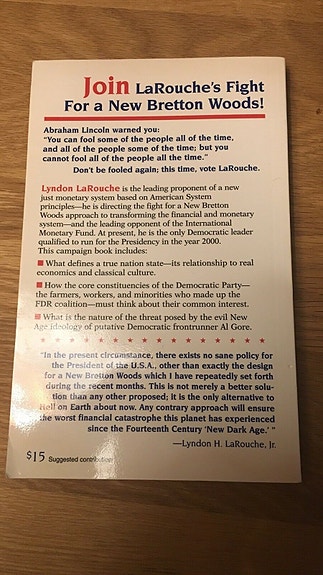 Join LaRouche's Fight
For a New Bretton Woods!
Abraham Lincoln warned you:
"You can fool some of the people all of the time,
and all of the people some of the time; but you
cannot fool all of the people all the time."
Don't be fooled again; this time, vote LaRouche.
Lyndon LaRouche is the leading proponent of a new
just monetary system based on American System
principles—he is directing the fight for a New Bretton
Woods approach to transforming the financial and monetary
system—and the leading opponent of the International
Monetary Fund. At present, he is the only Democratic leader
qualified to run for the Presidency in the year 2000.
This campaign book includes:
■ What defines a true nation state—its relationship to real
economics and classical culture.
■ How the core constituencies of the Democratic Party—
the farmers, workers, and minorities who made up the
FDR coalition—must think about their common interest.
■ What is the nature of the threat posed by the evil New
Age ideology of putative Democratic frontrunner Al Gore.
"In the present circumstance, there exists no sane policy for
the President of the U.S.A., other than exactly the design
for a New Bretton Woods which I have repeatedly set forth
during the recent months. This is not merely a better solu-
tion than any other proposed; it is the only alternative to
Hell on Earth about now. Any contrary approach will ensure
the worst financial catastrophe this planet has experienced
since the Fourteenth Century 'New Dark Age.' "
—Lyndon H. LaRouche, Jr.
$15 Suggested contribution